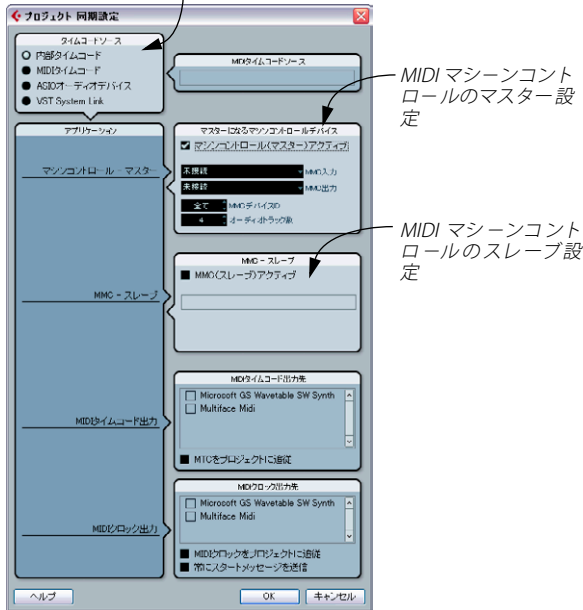 プロジェクト 同期設定
タイムコードソース
内部タイムコード
MIDIタイムコード
ASIOオーディオデバイス
VST System Link
MIDIタイムコードソース
MIDI マシーンコント
ロールのマスター設
定
アプリケーション
マスターになるマシンコントロールデバイス
マシンコントロール(マスター)アクティブ
マシンコントロール - マスター
未接続
MMC入力
未接続
MMC出力
全て
MMCデバイスID
4
オーディオトラック数
MIDI マシーンコント
ロールのスレーブ設
定
MMC - スレーブ
MMC(スレーブ)アクティブ
MMC - スレーブ
MIDIタイムコード出力先
Microsoft GS Wavetable SW Synth
Multiface Midi
MIDIタイムコード出力
MTCをプロジェクトに追従
MIDIクロック出力先
Microsoft GS Wavetable SW Synth
Multiface Midi
MIDIクロック出力
MIDIクロックをプロジェクトに追従
常にスタートメッセージを送信
ヘルプ
OK
キャンセル